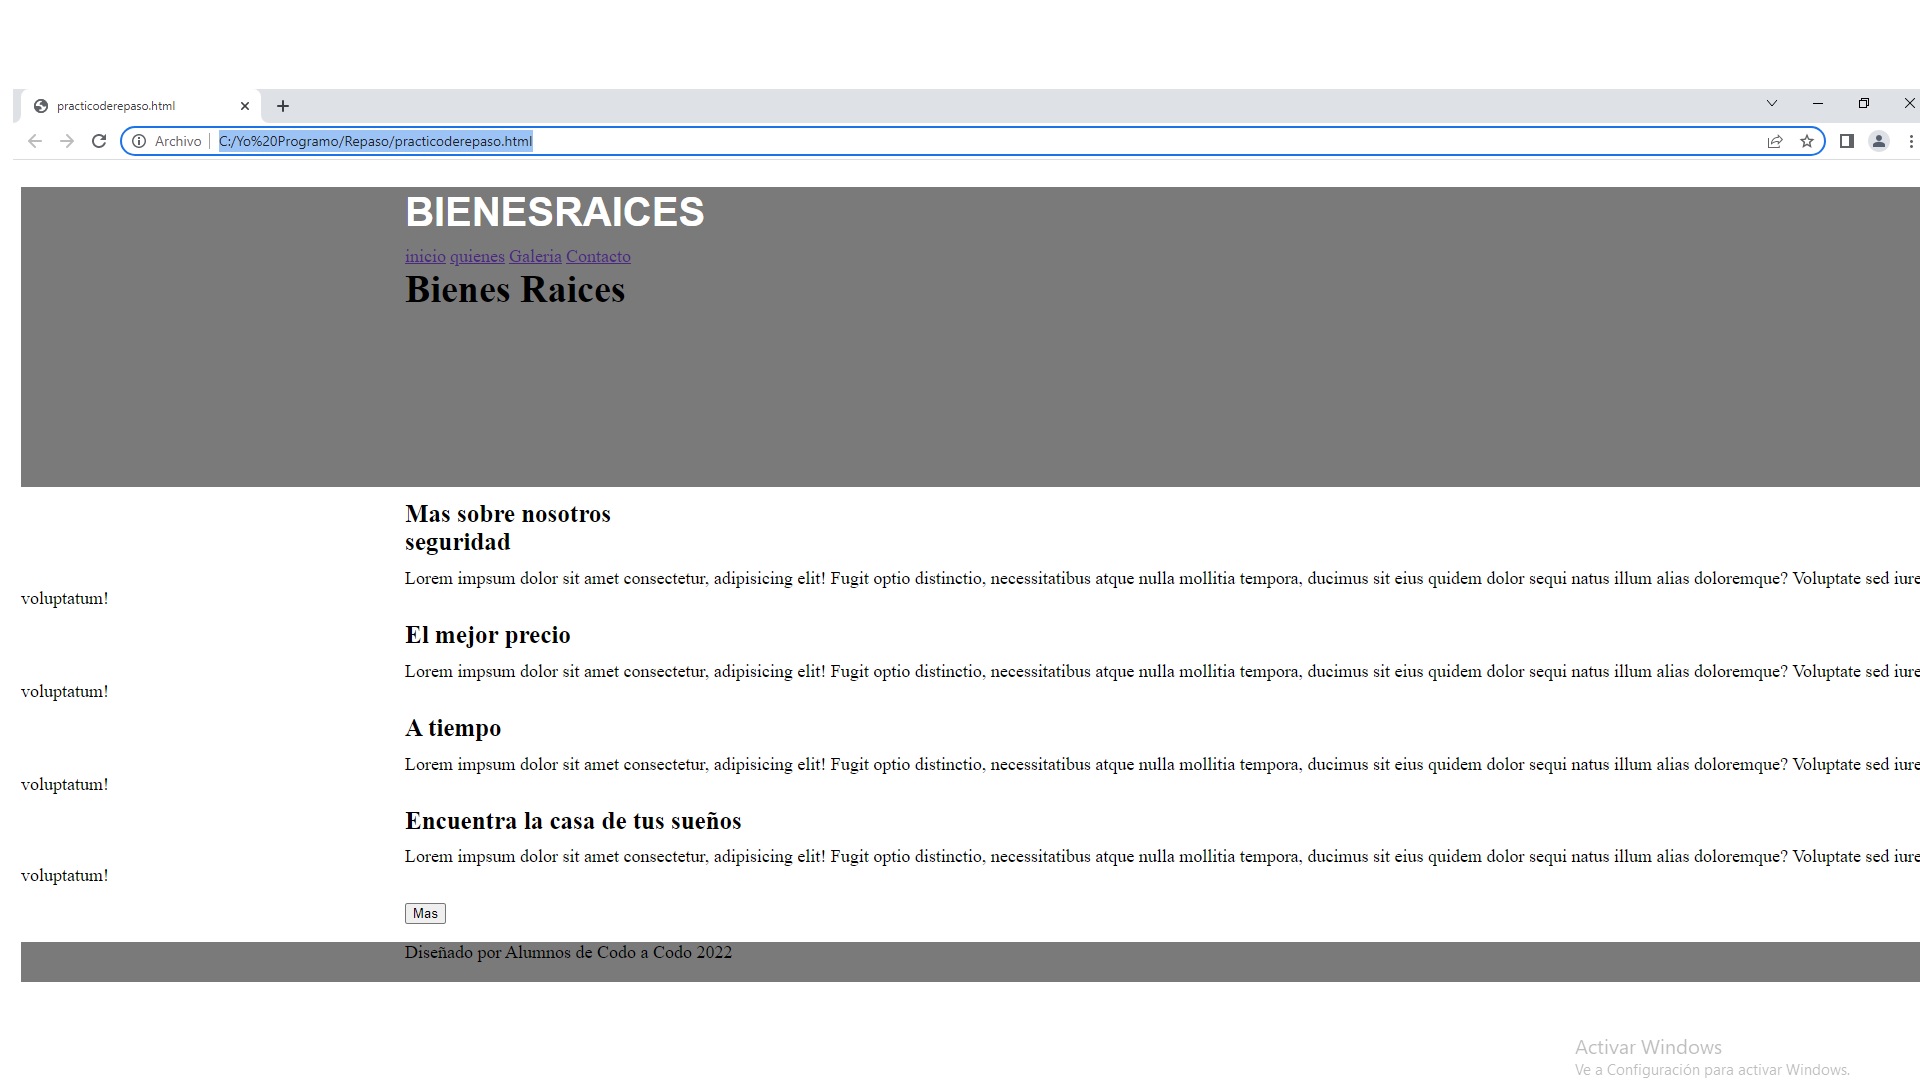 practicoderepaso.html
Archivo C:/Yo%20Programo/Repaso/practicoderepaso.html
BIENESRAICES
inicio quienes Galeria Contacto
Bienes Raices
Mas sobre nosotros
seguridad
Lorem impsum dolor sit amet consectetur, adipisicing elit! Fugit optio distinctio, necessitatibus atque nulla mollitia tempora, ducimus sit eius quidem dolor sequi natus illum alias doloremque? Voluptate sed iure
voluptatum!
El mejor precio
Lorem impsum dolor sit amet consectetur, adipisicing elit! Fugit optio distinctio, necessitatibus atque nulla mollitia tempora, ducimus sit eius quidem dolor sequi natus illum alias doloremque? Voluptate sed iure
voluptatum!
A tiempo
Lorem impsum dolor sit amet consectetur, adipisicing elit! Fugit optio distinctio, necessitatibus atque nulla mollitia tempora, ducimus sit eius quidem dolor sequi natus illum alias doloremque? Voluptate sed iure
voluptatum!
Encuentra la casa de tus sueños
Lorem impsum dolor sit amet consectetur, adipisicing elit! Fugit optio distinctio, necessitatibus atque nulla mollitia tempora, ducimus sit eius quidem dolor sequi natus illum alias doloremque? Voluptate sed iure
voluptatum!
Mas
Diseñado por Alumnos de Codo a Codo 2022
Activar Windows
Ve a Configuración para activar Windows.